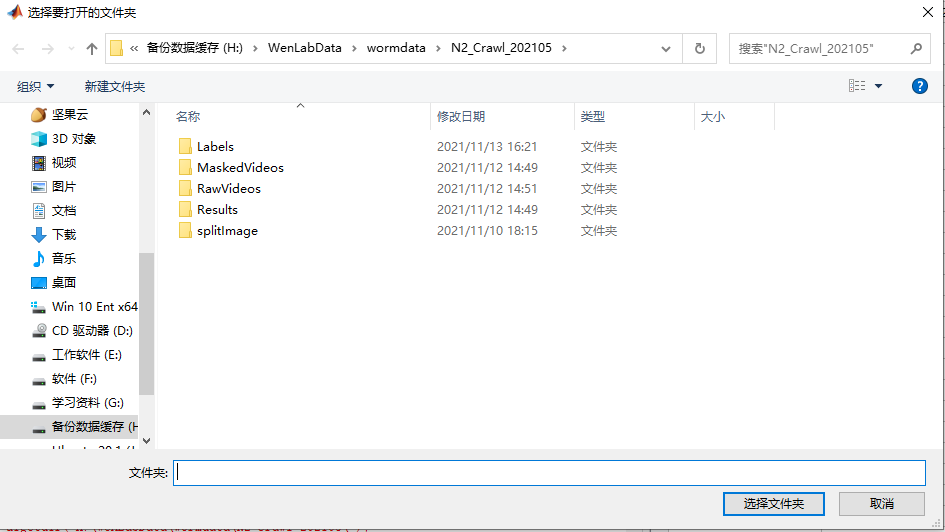 选择要打开的文件夹
« 备份数据缓存 (H:) › WenLabData › wormdata › N2_Crawl_202105 ›
搜索"N2_Crawl_202105"
组织 新建文件夹
名称 修改日期 类型 大小
坚果云
3D 对象
视频
图片
文档
下载
音乐
桌面
Win 10 Ent x64
CD 驱动器 (D:)
工作软件 (E:)
软件 (F:)
学习资料 (G:)
备份数据缓存 (H
Labels 2021/11/13 16:21 文件夹
MaskedVideos 2021/11/12 14:49 文件夹
RawVideos 2021/11/12 14:51 文件夹
Results 2021/11/12 14:49 文件夹
splitImage 2021/11/10 18:15 文件夹
文件夹:
选择文件夹 取消